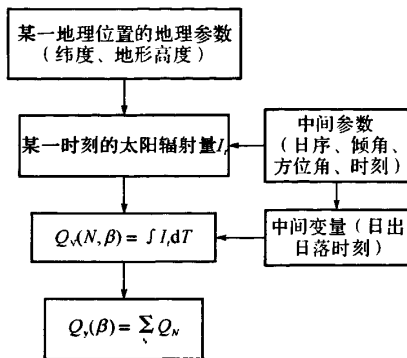 某一地理位置的地理参数
(纬度、地形高度)
某一时刻的太阳辐射量I_r
中间参数
(日序、倾角、
方位角、时刻)
Q_y(N,β)=∫I_r dT
中间变量(日出
日落时刻)
Q_y(β)=∑Q_N